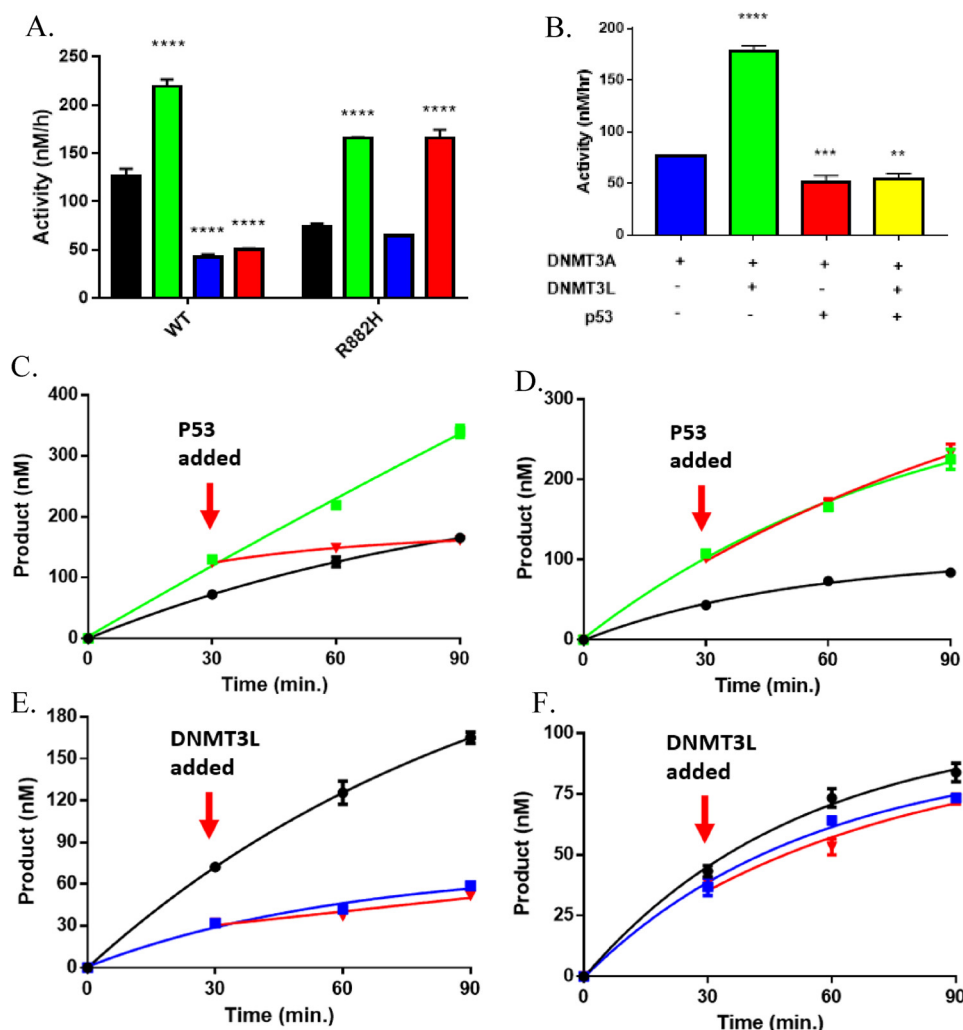 A.
Activity (nM/h)
250
200
150
100
50
0
****
****
****
****
****
WT
R882H
B.
Activity (nM/hr)
200
150
100
50
0
****
***
**
DNMT3A + + + +
DNMT3L - + - +
p53 - - + +
C.
Product (nM)
400
300
200
100
0
P53
added
0 30 60 90
Time (min.)
D.
Product (nM)
300
200
100
0
P53
added
0 30 60 90
Time (min.)
E.
Product (nM)
180
150
120
90
60
30
0
DNMT3L
added
0 30 60 90
Time (min.)
F.
Product (nM)
100
75
50
25
0
DNMT3L
added
0 30 60 90
Time (min.)